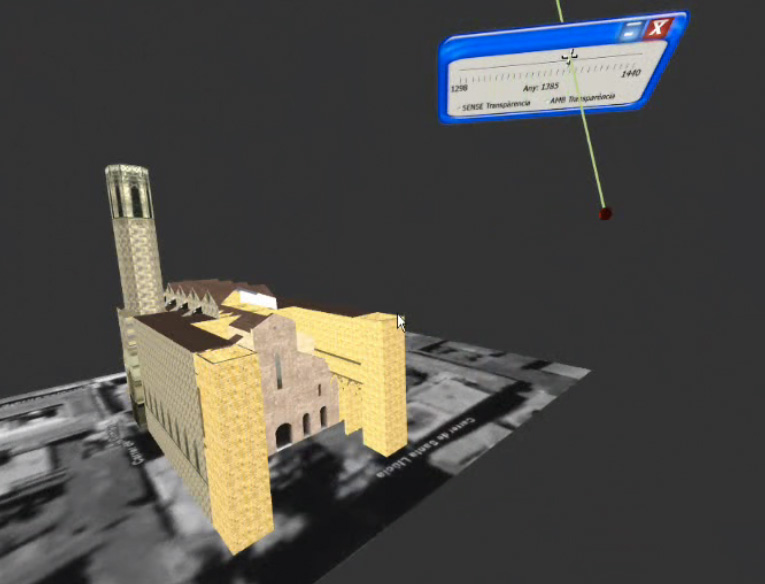 X
1298
1440
Any: 1385
SENSE Transparència
AMB Transparència
Carrer de Santa Llúcia